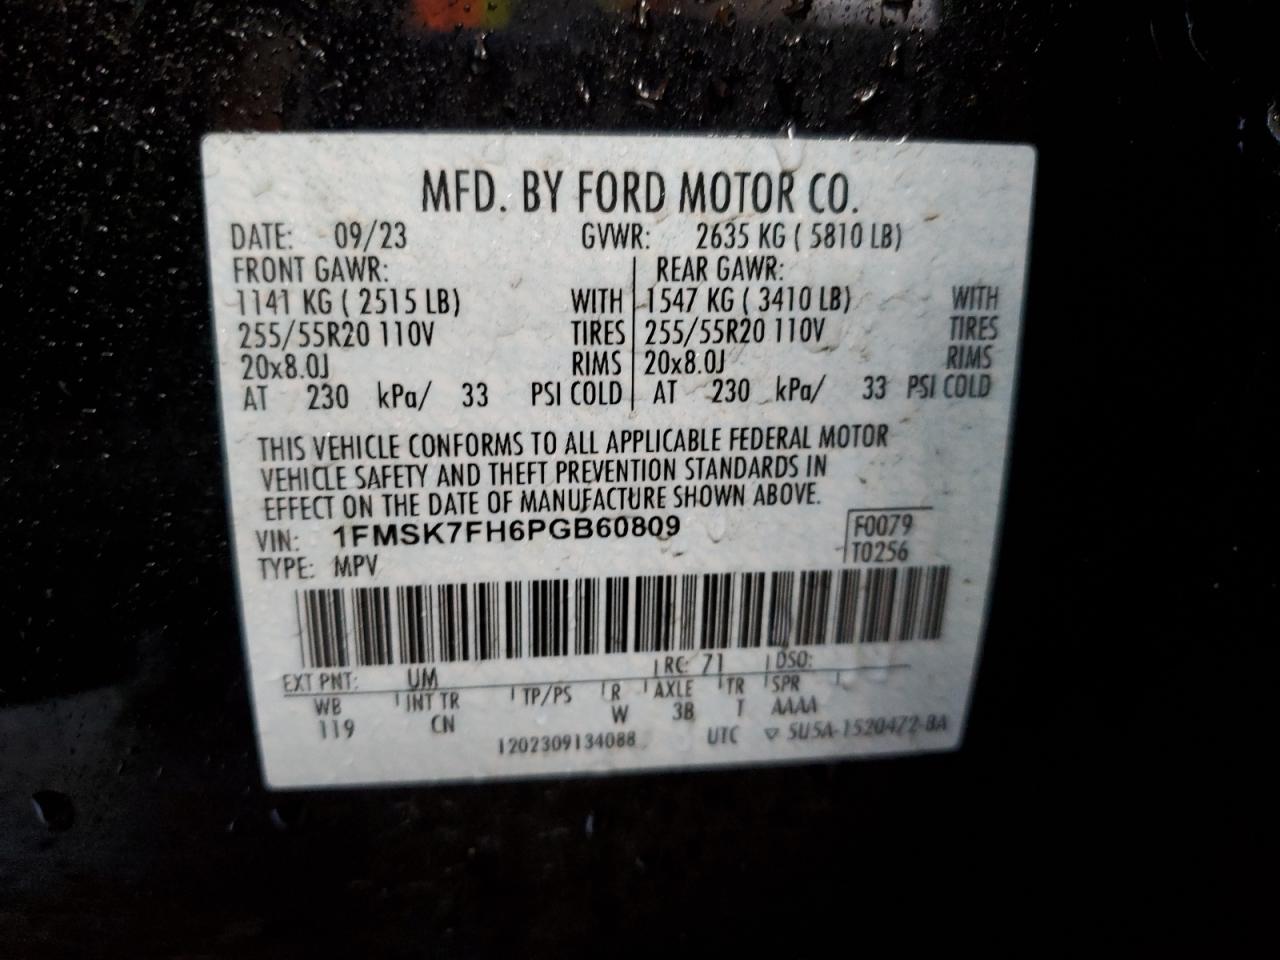 MFD. BY FORD MOTOR CO.
DATE: 09/23 GVWR: 2635 KG ( 5810 LB)
FRONT GAWR: REAR GAWR:
1141 KG ( 2515 LB) WITH 1547 KG ( 3410 LB) WITH
255/55R20 110V TIRES 255/55R20 110V TIRES
20x8.0J RIMS 20x8.0J RIMS
AT 230 kPa/ 33 PSI COLD AT 230 kPa/ 33 PSI COLD
THIS VEHICLE CONFORMS TO ALL APPLICABLE FEDERAL MOTOR
VEHICLE SAFETY AND THEFT PREVENTION STANDARDS IN
EFFECT ON THE DATE OF MANUFACTURE SHOWN ABOVE.
VIN: 1FMSK7FH6PGB60809 F0079
TYPE: MPV T0256
EXT PNT: UM RC: 71 DSO:
WB INT TR TP/PS R AXLE TR SPR
119 CN W 3B T AAAA
1202309134088 UTC ▽ 5U5A-1520472-BA